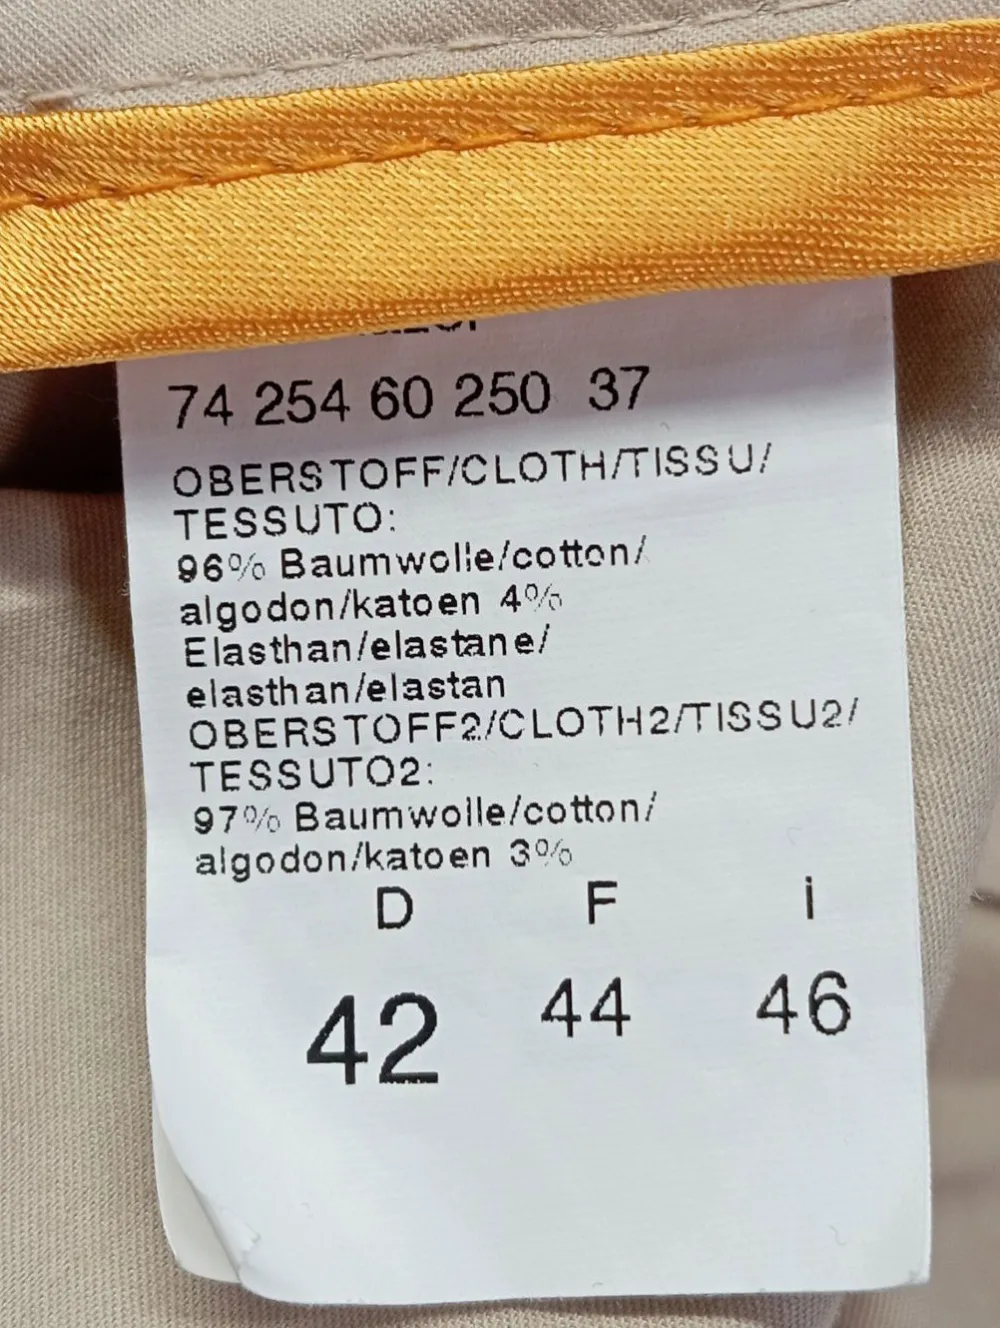 74 254 60 250 37
OBERSTOFF/CLOTH/TISSU/
TESSUTO:
96% Baumwolle/cotton/
algodon/katoen 4%
Elasthan/elastane/
elasthan/elastan
OBERSTOFF2/CLOTH2/TISSU2/
TESSUTO2:
97% Baumwolle/cotton/
algodon/katoen 3%
D F i
42 44 46